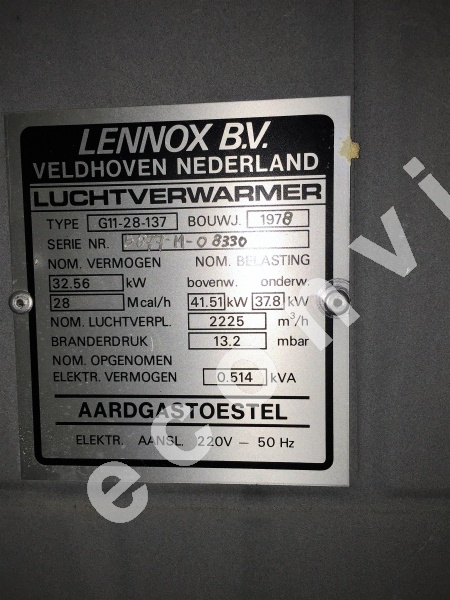 LENNOX B.V.
VELDHOVEN NEDERLAND
LUCHTVERWARMER
TYPE G11-28-137 BOUWJ. 1978
SERIE NR. M-08330
NOM. VERMOGEN NOM. BELASTING
32.56 kW bovenw. onderw.
28 Mcal/h 41.51 kW 37.8 kW
NOM. LUCHTVERPL. 2225 m³/h
BRANDERDRUK 13.2 mbar
NOM. OPGENOMEN
ELEKTR. VERMOGEN 0.514 kVA
AARDGASTOESTEL
ELEKTR. AANSL. 220V — 50 Hz
econvi